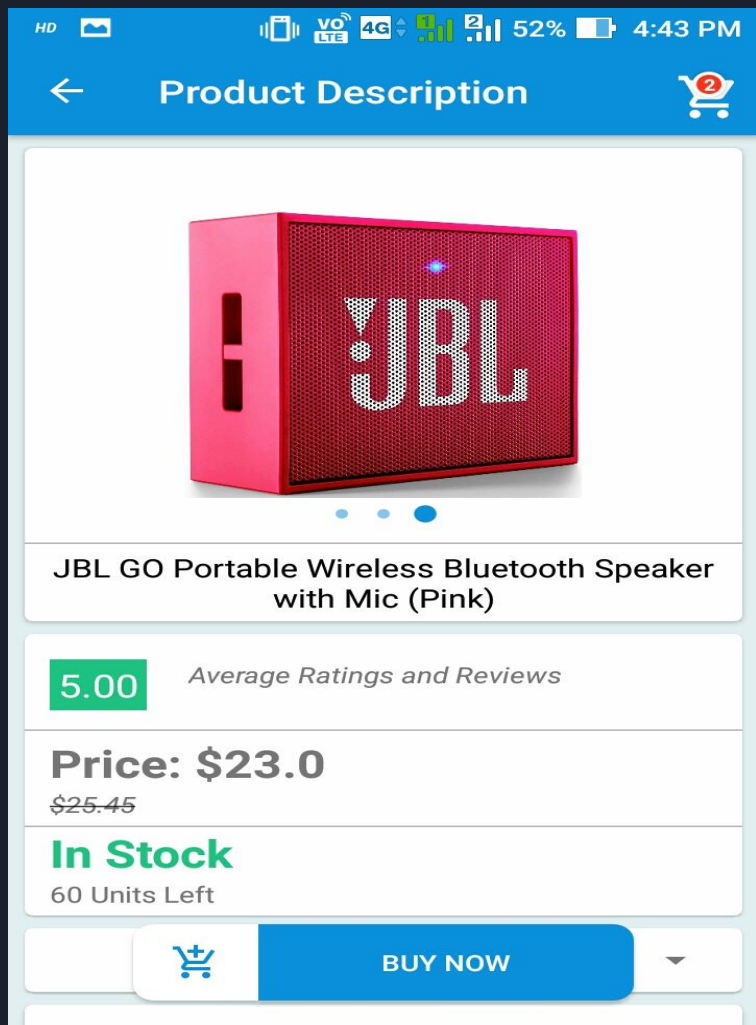 HD VO LTE 4G 1 2 52% 4:43 PM
Product Description 2
JBL
JBL GO Portable Wireless Bluetooth Speaker
with Mic (Pink)
5.00 Average Ratings and Reviews
Price: $23.0
$25.45
In Stock
60 Units Left
BUY NOW